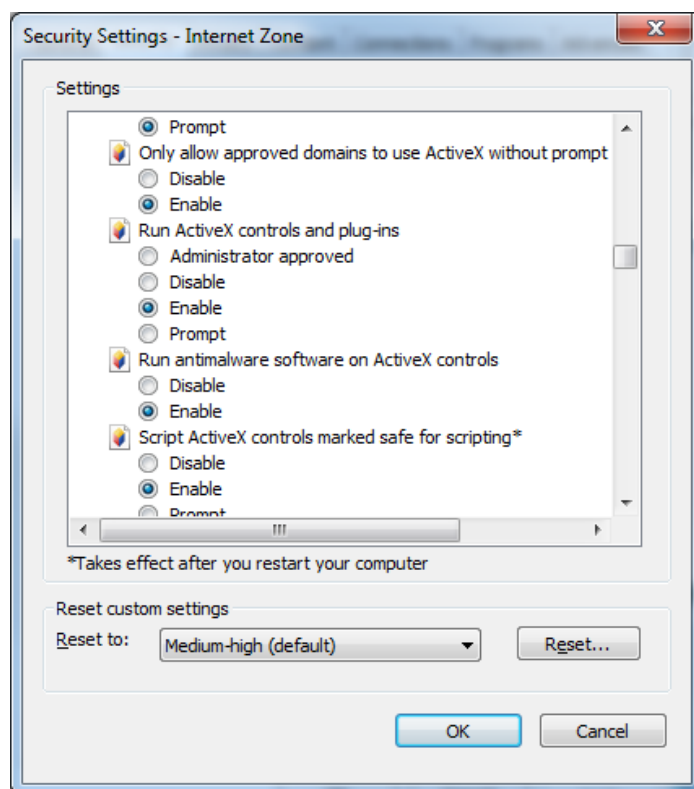 Security Settings - Internet Zone
Settings
Prompt
Only allow approved domains to use ActiveX without prompt
Disable
Enable
Run ActiveX controls and plug-ins
Administrator approved
Disable
Enable
Prompt
Run antimalware software on ActiveX controls
Disable
Enable
Script ActiveX controls marked safe for scripting*
Disable
Enable
Prompt
*Takes effect after you restart your computer
Reset custom settings
Reset to: Medium-high (default) Reset...
OK Cancel